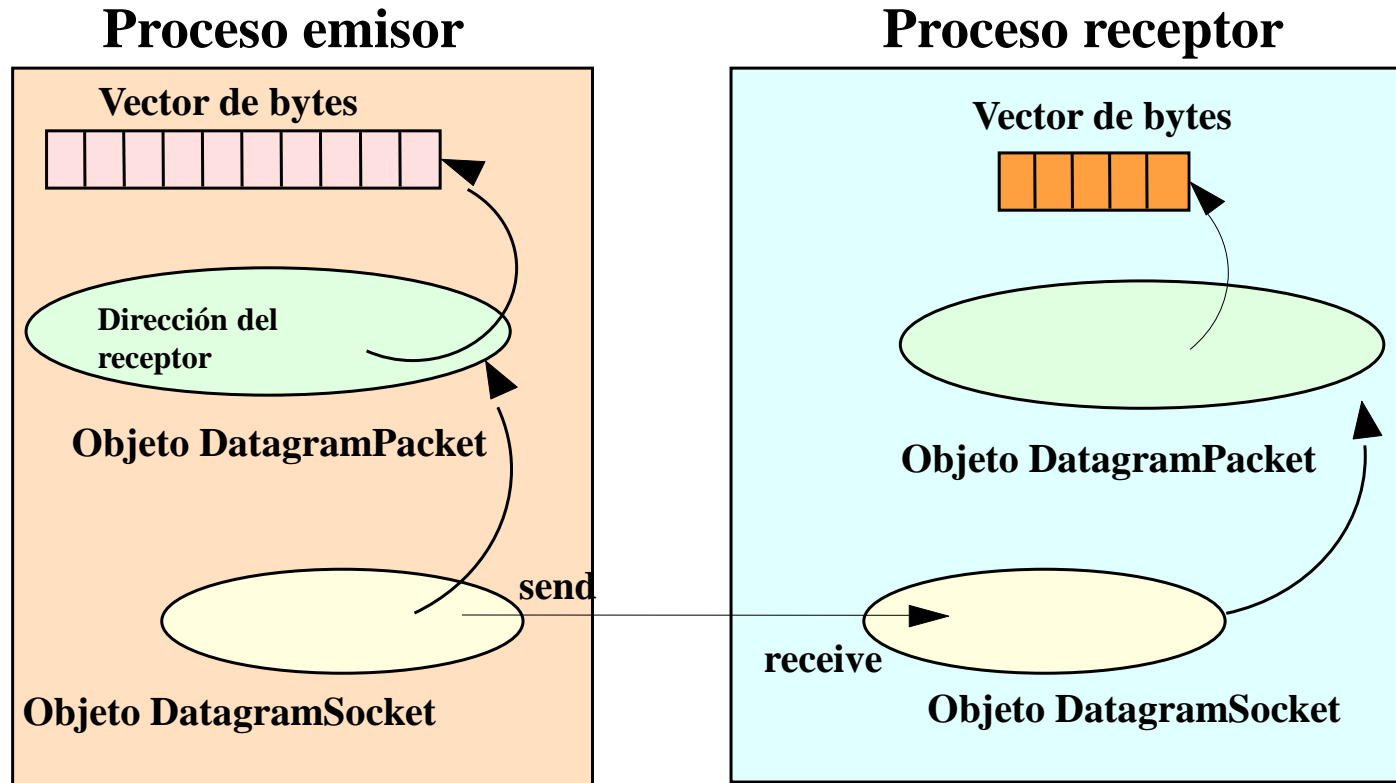 Proceso emisor
Vector de bytes
Dirección del
receptor
Objeto DatagramPacket
send
Objeto DatagramSocket
Proceso receptor
Vector de bytes
Objeto DatagramPacket
receive
Objeto DatagramSocket